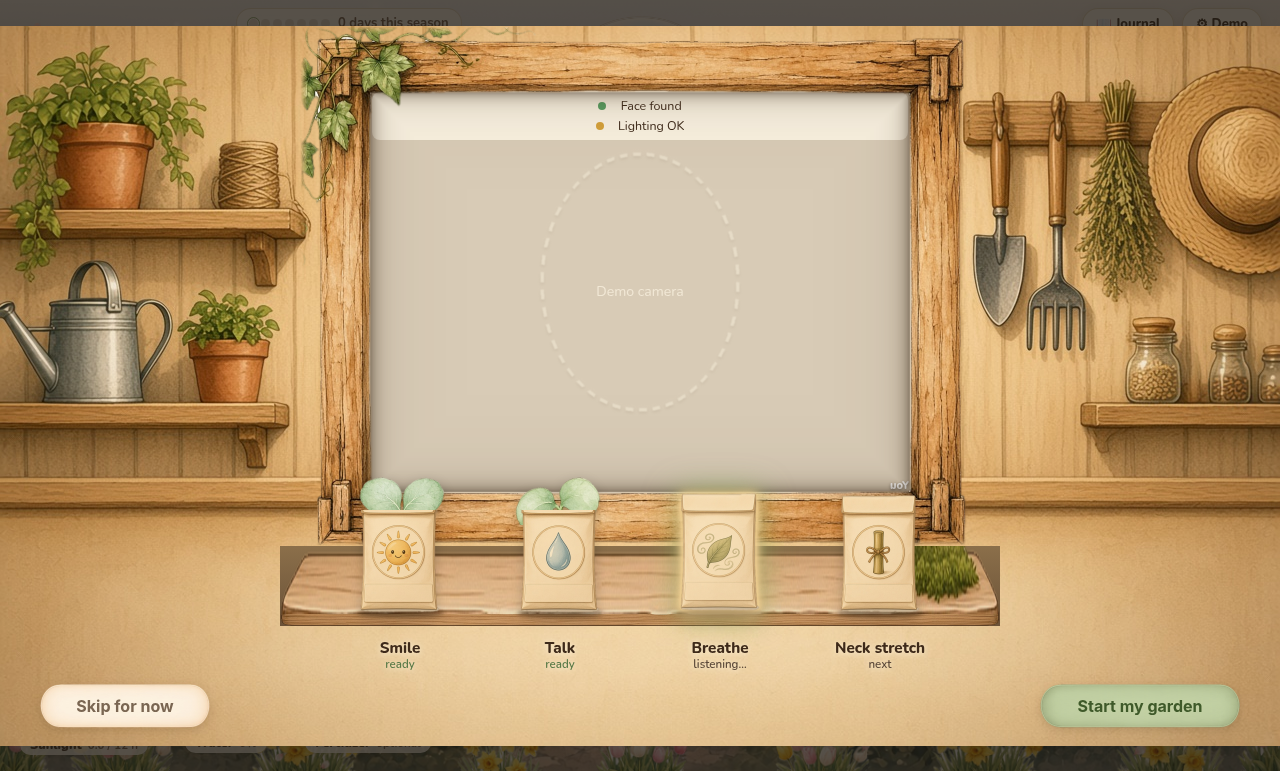 0 days this season
Journal
Demo
Face found
Lighting OK
Demo camera
You
Smile
ready
Talk
ready
Breathe
listening...
Neck stretch
next
Skip for now
Start my garden
Sunlight